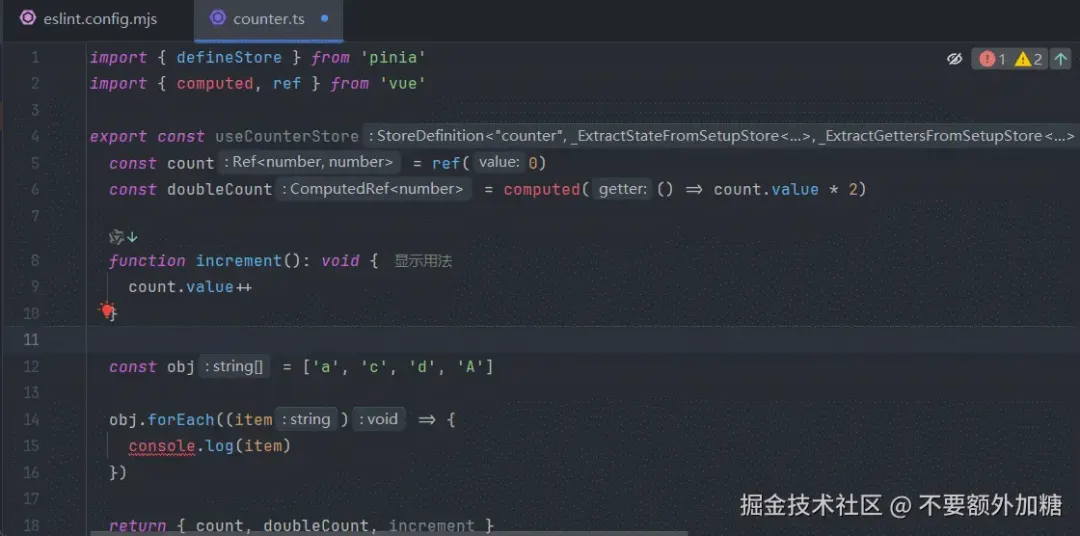 eslint.config.mjs
counter.ts
1 import { defineStore } from 'pinia'
1 2
2 import { computed, ref } from 'vue'
3
4 export const useCounterStore : StoreDefinition<"counter", _ExtractStateFromSetupStore<...>, _ExtractGettersFromSetupStore<...>
5 const count : Ref<number, number> = ref( value: 0)
6 const doubleCount : ComputedRef<number> = computed( getter: () => count.value * 2)
7
8 function increment(): void { 显示用法
9 count.value++
10 }
11
12 const obj : string[] = ['a', 'c', 'd', 'A']
13
14 obj.forEach((item : string ) : void => {
15 console.log(item)
16 })
17
18 return { count, doubleCount, increment }
掘金技术社区 @ 不要额外加糖